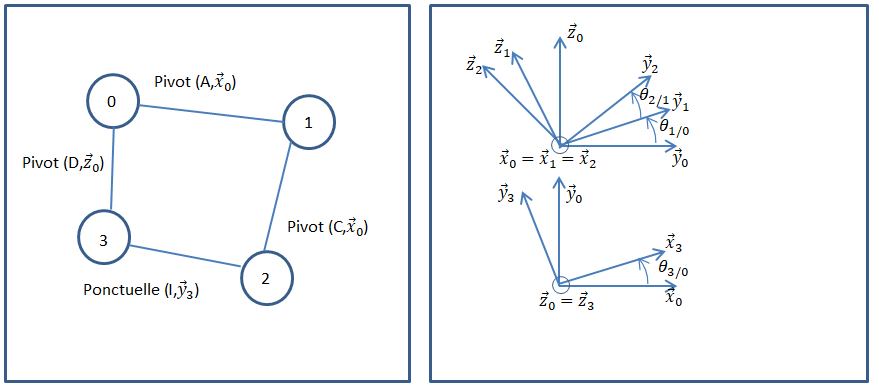 Pivot (A,x⃗₀)
0
1
Pivot (D,z⃗₀)
Pivot (C,x⃗₀)
3
2
Ponctuelle (I,y⃗₃)
z⃗₀
z⃗₁
z⃗₂
y⃗₂
θ₂/₁
y⃗₁
θ₁/₀
x⃗₀ = x⃗₁ = x⃗₂
y⃗₀
y⃗₃
y⃗₀
x⃗₃
θ₃/₀
z⃗₀ = z⃗₃
x⃗₀